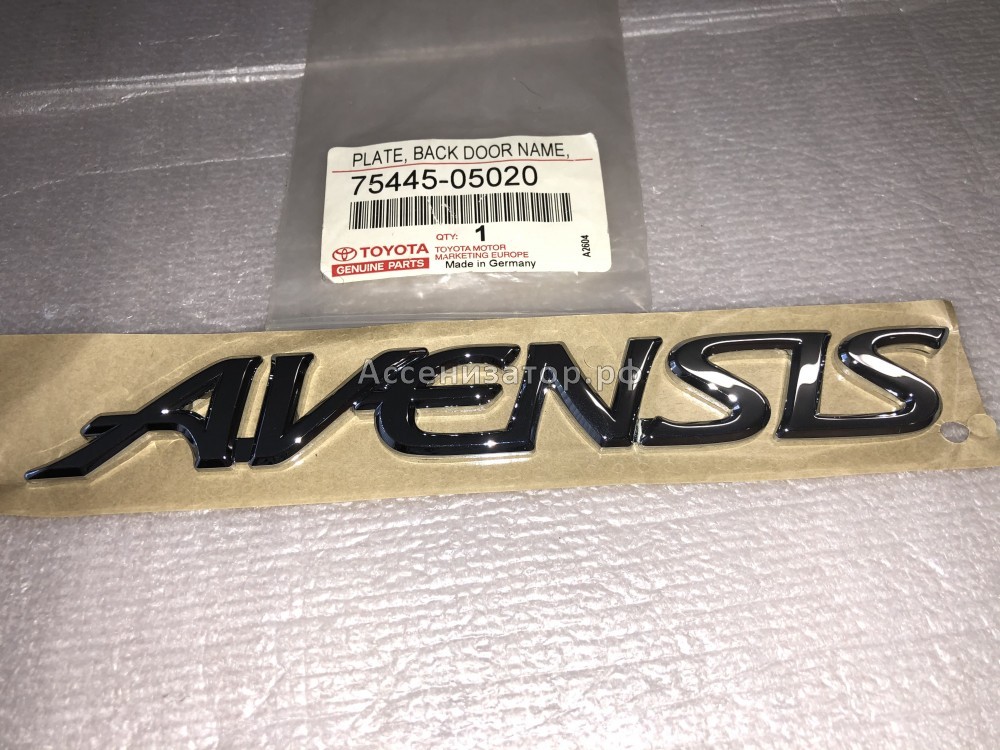 PLATE, BACK DOOR NAME,
75445-05020
QTY: 1
TOYOTA
GENUINE PARTS
TOYOTA MOTOR
MARKETING EUROPE
Made in Germany
A2604
Ассенизатор.рф
AVENSIS